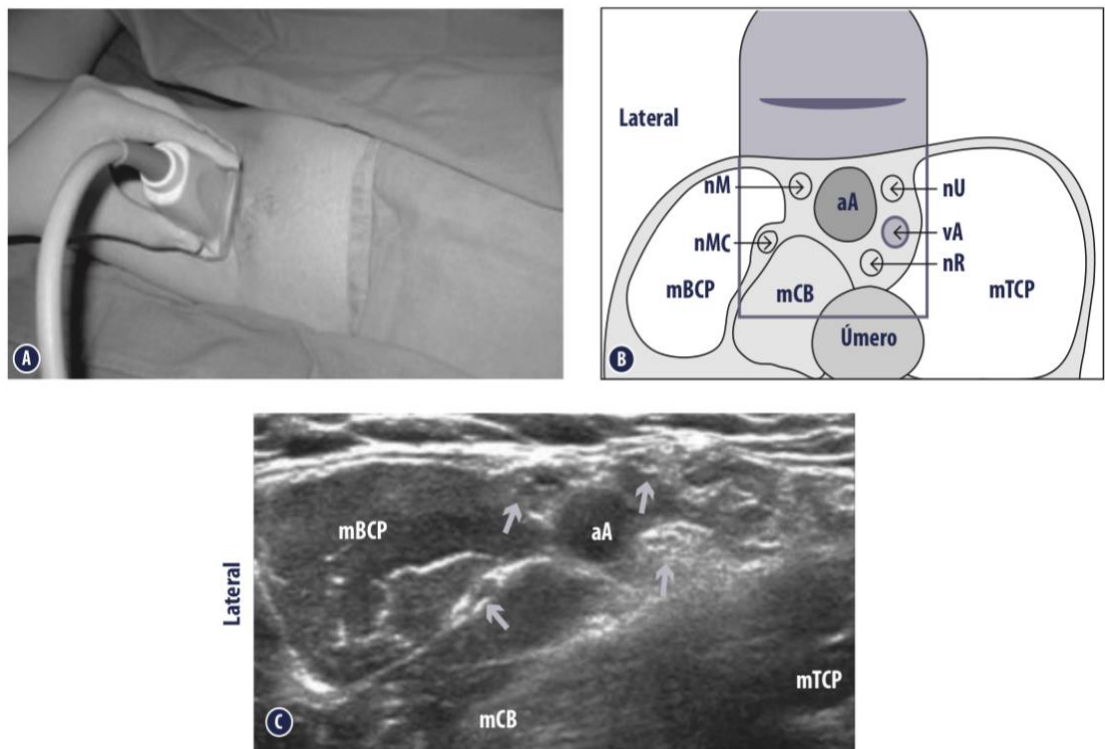 A
Lateral
nM
aA
nU
nMC
vA
nR
mBCP
mCB
mTCP
Úmero
B
mBCP
aA
Lateral
mTCP
mCB
C